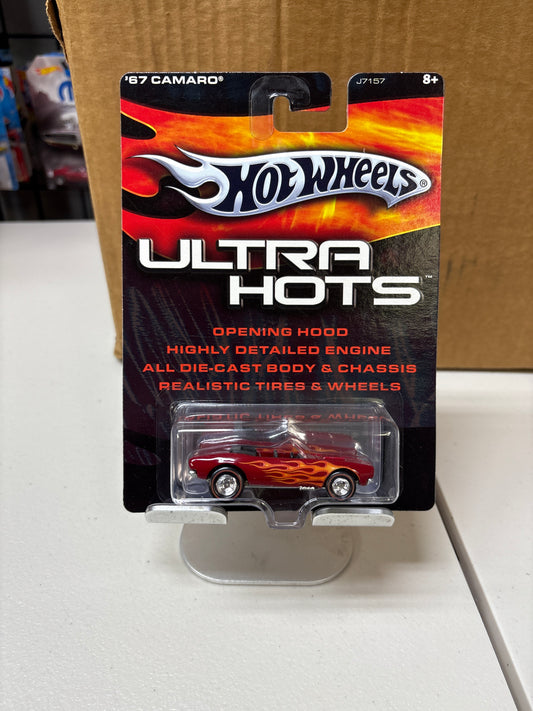 '67 CAMARO®
J7157
8+
HOT WHEELS®
ULTRA
HOTS™
OPENING HOOD
HIGHLY DETAILED ENGINE
ALL DIE-CAST BODY & CHASSIS
REALISTIC TIRES & WHEELS